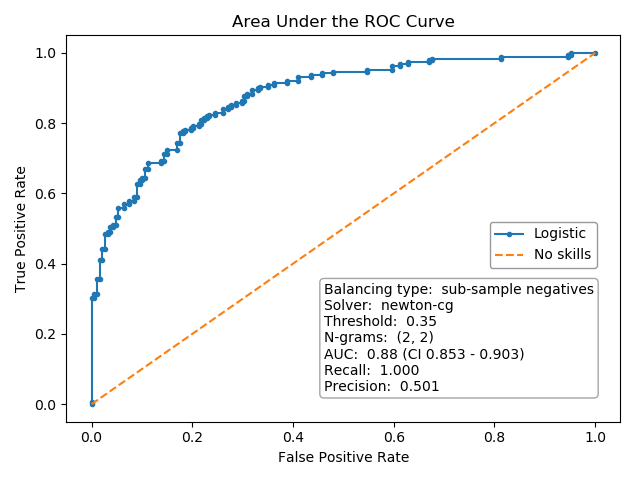 Area Under the ROC Curve
True Positive Rate
1.0
0.8
0.6
0.4
0.2
0.0
Logistic
No skills
Balancing type:  sub-sample negatives
Solver:  newton-cg
Threshold:  0.35
N-grams:  (2, 2)
AUC:  0.88 (CI 0.853 - 0.903)
Recall:  1.000
Precision:  0.501
0.0 0.2 0.4 0.6 0.8 1.0
False Positive Rate